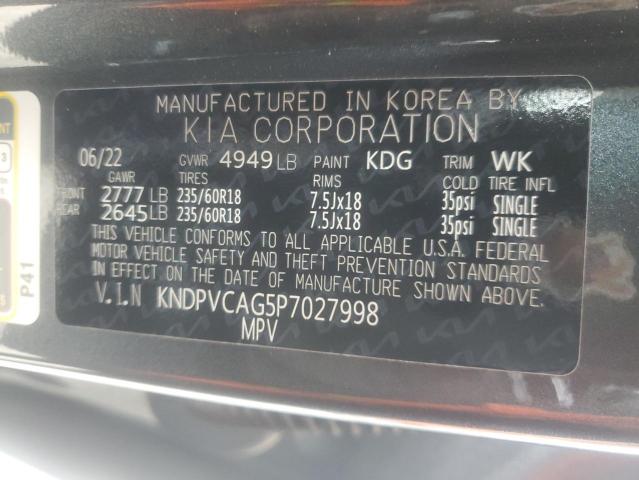 MANUFACTURED IN KOREA BY
KIA CORPORATION
06/22 GVWR 4949 LB PAINT KDG TRIM WK
GAWR TIRES RIMS COLD TIRE INFL
FRONT 2777 LB 235/60R18 7.5Jx18 35psi SINGLE
REAR 2645 LB 235/60R18 7.5Jx18 35psi SINGLE
THIS VEHICLE CONFORMS TO ALL APPLICABLE U.S.A. FEDERAL
MOTOR VEHICLE SAFETY AND THEFT PREVENTION STANDARDS
IN EFFECT ON THE DATE OF MANUFACTURE SHOWN ABOVE.
V.I.N KNDPVCAG5P7027998
MPV
P41